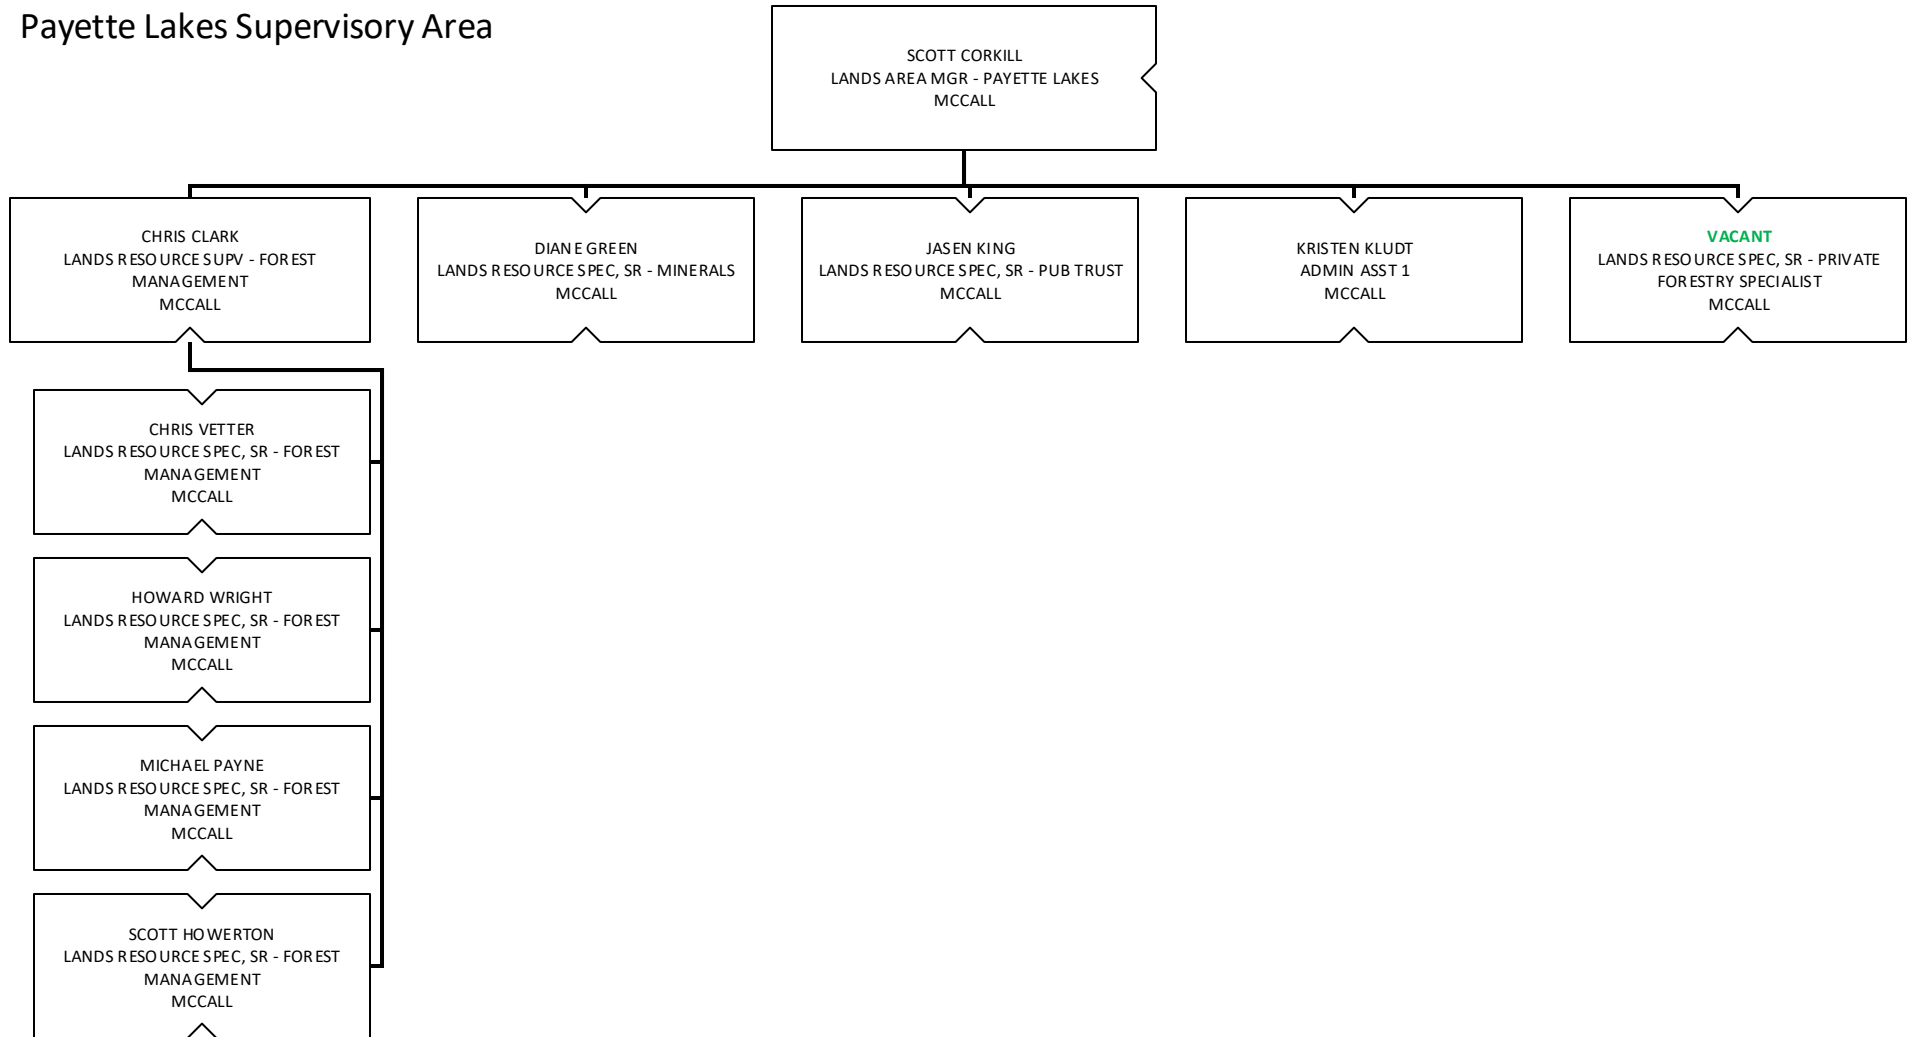 Payette Lakes Supervisory Area
SCOTT CORKILL
LANDS AREA MGR - PAYETTE LAKES
MCCALL
CHRIS CLARK
LANDS RESOURCE SUPV - FOREST
MANAGEMENT
MCCALL
DIANE GREEN
LANDS RESOURCE SPEC, SR - MINERALS
MCCALL
JASEN KING
LANDS RESOURCE SPEC, SR - PUB TRUST
MCCALL
KRISTEN KLUDT
ADMIN ASST 1
MCCALL
VACANT
LANDS RESOURCE SPEC, SR - PRIVATE
FORESTRY SPECIALIST
MCCALL
CHRIS VETTER
LANDS RESOURCE SPEC, SR - FOREST
MANAGEMENT
MCCALL
HOWARD WRIGHT
LANDS RESOURCE SPEC, SR - FOREST
MANAGEMENT
MCCALL
MICHAEL PAYNE
LANDS RESOURCE SPEC, SR - FOREST
MANAGEMENT
MCCALL
SCOTT HOWERTON
LANDS RESOURCE SPEC, SR - FOREST
MANAGEMENT
MCCALL